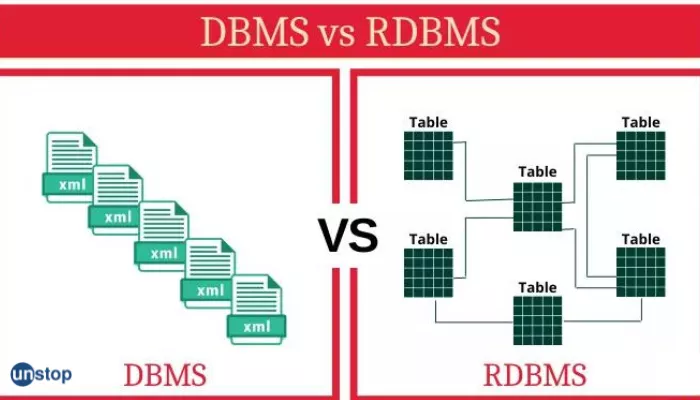 DBMS vs RDBMS
xml
xml
xml
xml
xml
unstop
DBMS
VS
Table
Table
Table
Table
Table
Table
RDBMS